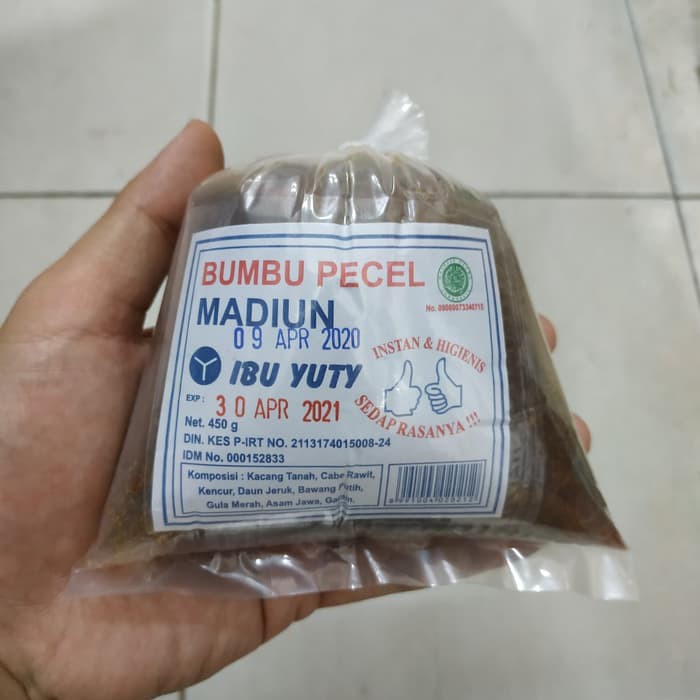 BUMBU PECEL
MADIUN
09 APR 2020
IBU YUTY
INSTAN & HIGIENIS
SEDAP RASANYA !!!
EXP :
30 APR 2021
Net. 450 g
DIN. KES P-IRT NO. 2113174015008-24
IDM No. 000152833
Komposisi : Kacang Tanah, Cabe Rawit,
Kencur, Daun Jeruk, Bawang Putih,
Gula Merah, Asam Jawa,